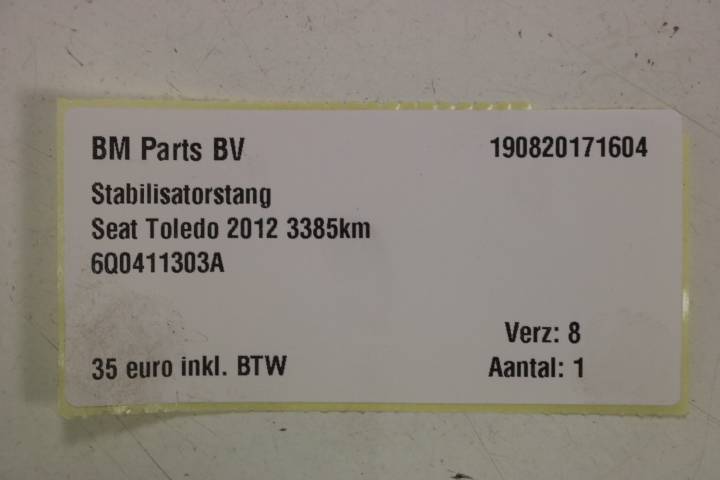 BM Parts BV 190820171604
Stabilisatorstang
Seat Toledo 2012 3385km
6Q0411303A
Verz: 8
35 euro inkl. BTW Aantal: 1